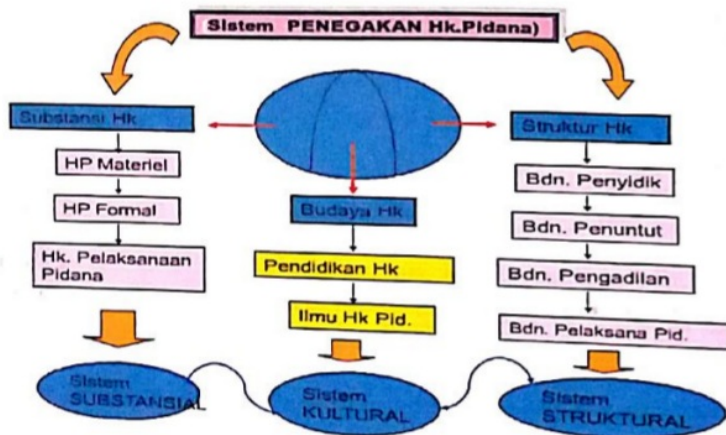 Sistem PENEGAKAN Hk.Pidana)
Substansi Hk
HP Materiel
HP Formal
Hk. Pelaksanaan
Pidana
Sistem
SUBSTANSIAL
Budaya Hk
Pendidikan Hk
Ilmu Hk Pid.
Sistem
KULTURAL
Struktur Hk
Bdn. Penyidik
Bdn. Penuntut
Bdn. Pengadilan
Bdn. Pelaksana Pid.
Sistem
STRUKTURAL